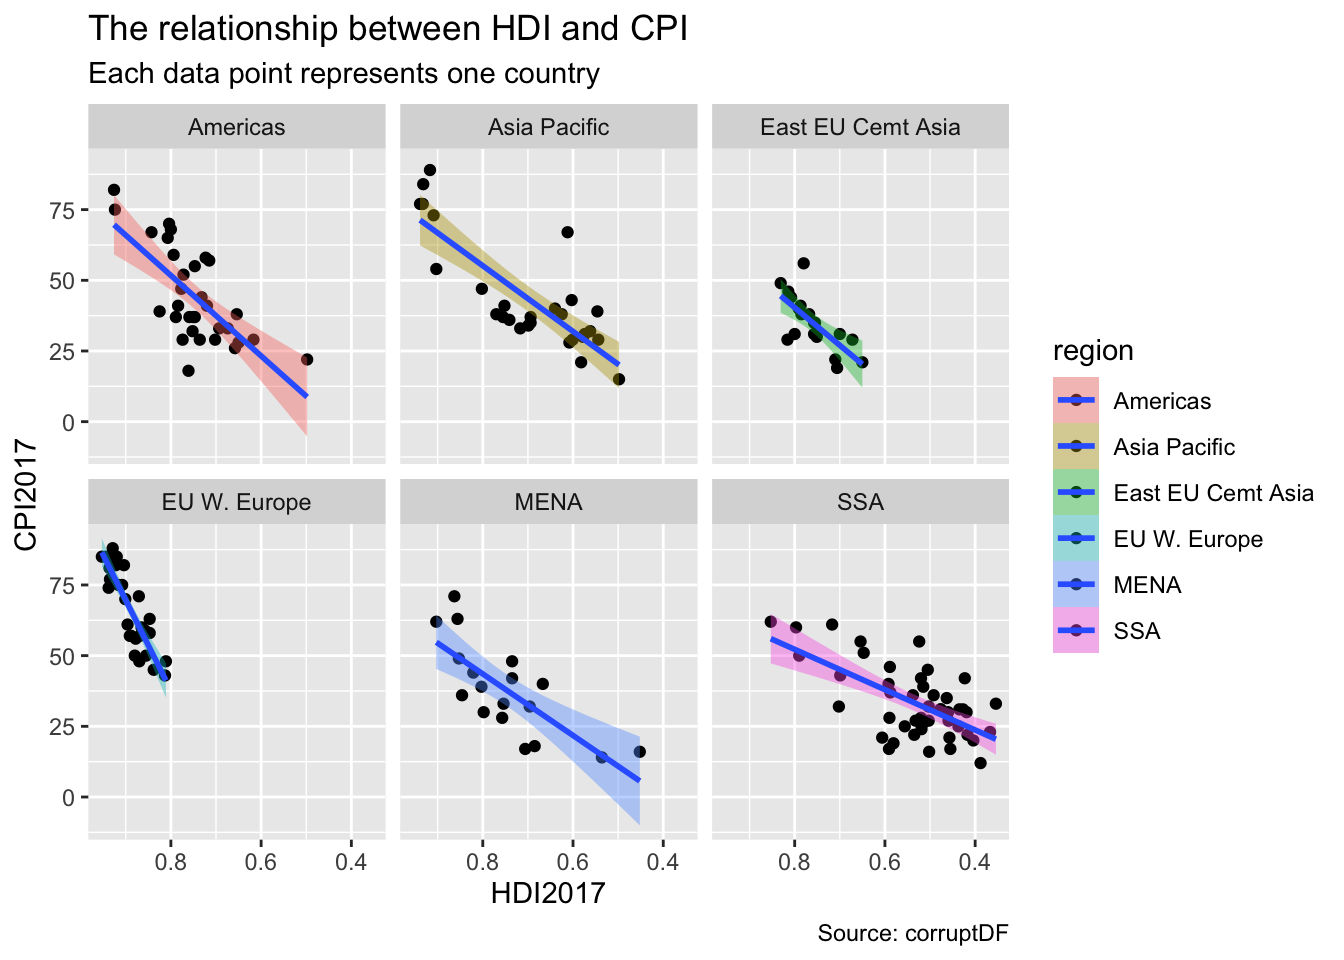 The relationship between HDI and CPI
Each data point represents one country
Americas
Asia Pacific
East EU Cemt Asia
75
50
25
0
EU W. Europe
MENA
SSA
75
50
25
0
CPI2017
0.8 0.6 0.4
0.8 0.6 0.4
0.8 0.6 0.4
HDI2017
region
Americas
Asia Pacific
East EU Cemt Asia
EU W. Europe
MENA
SSA
Source: corruptDF